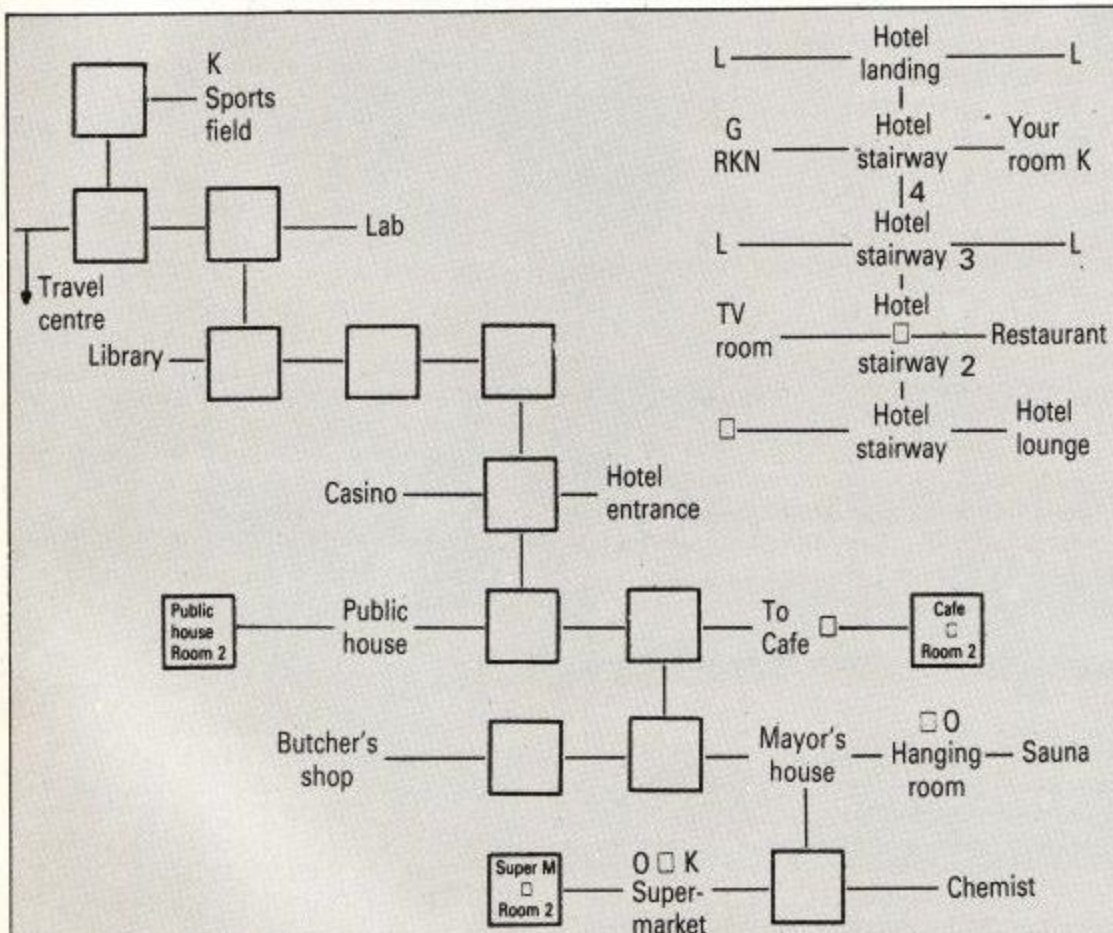 K
Sports
field
Lab
Travel
centre
Library
Casino
Hotel
entrance
Public
house
Room 2
Public
house
To
Cafe
Cafe
Room 2
Butcher's
shop
Mayor's
house
O
Hanging
room
Sauna
Super M
Room 2
O K
Super-
market
Chemist
L
Hotel
landing
L
G
RKN
Hotel
stairway
Your
room K
4
L
Hotel
stairway 3
L
TV
room
Hotel
stairway 2
Restaurant
Hotel
stairway
Hotel
lounge